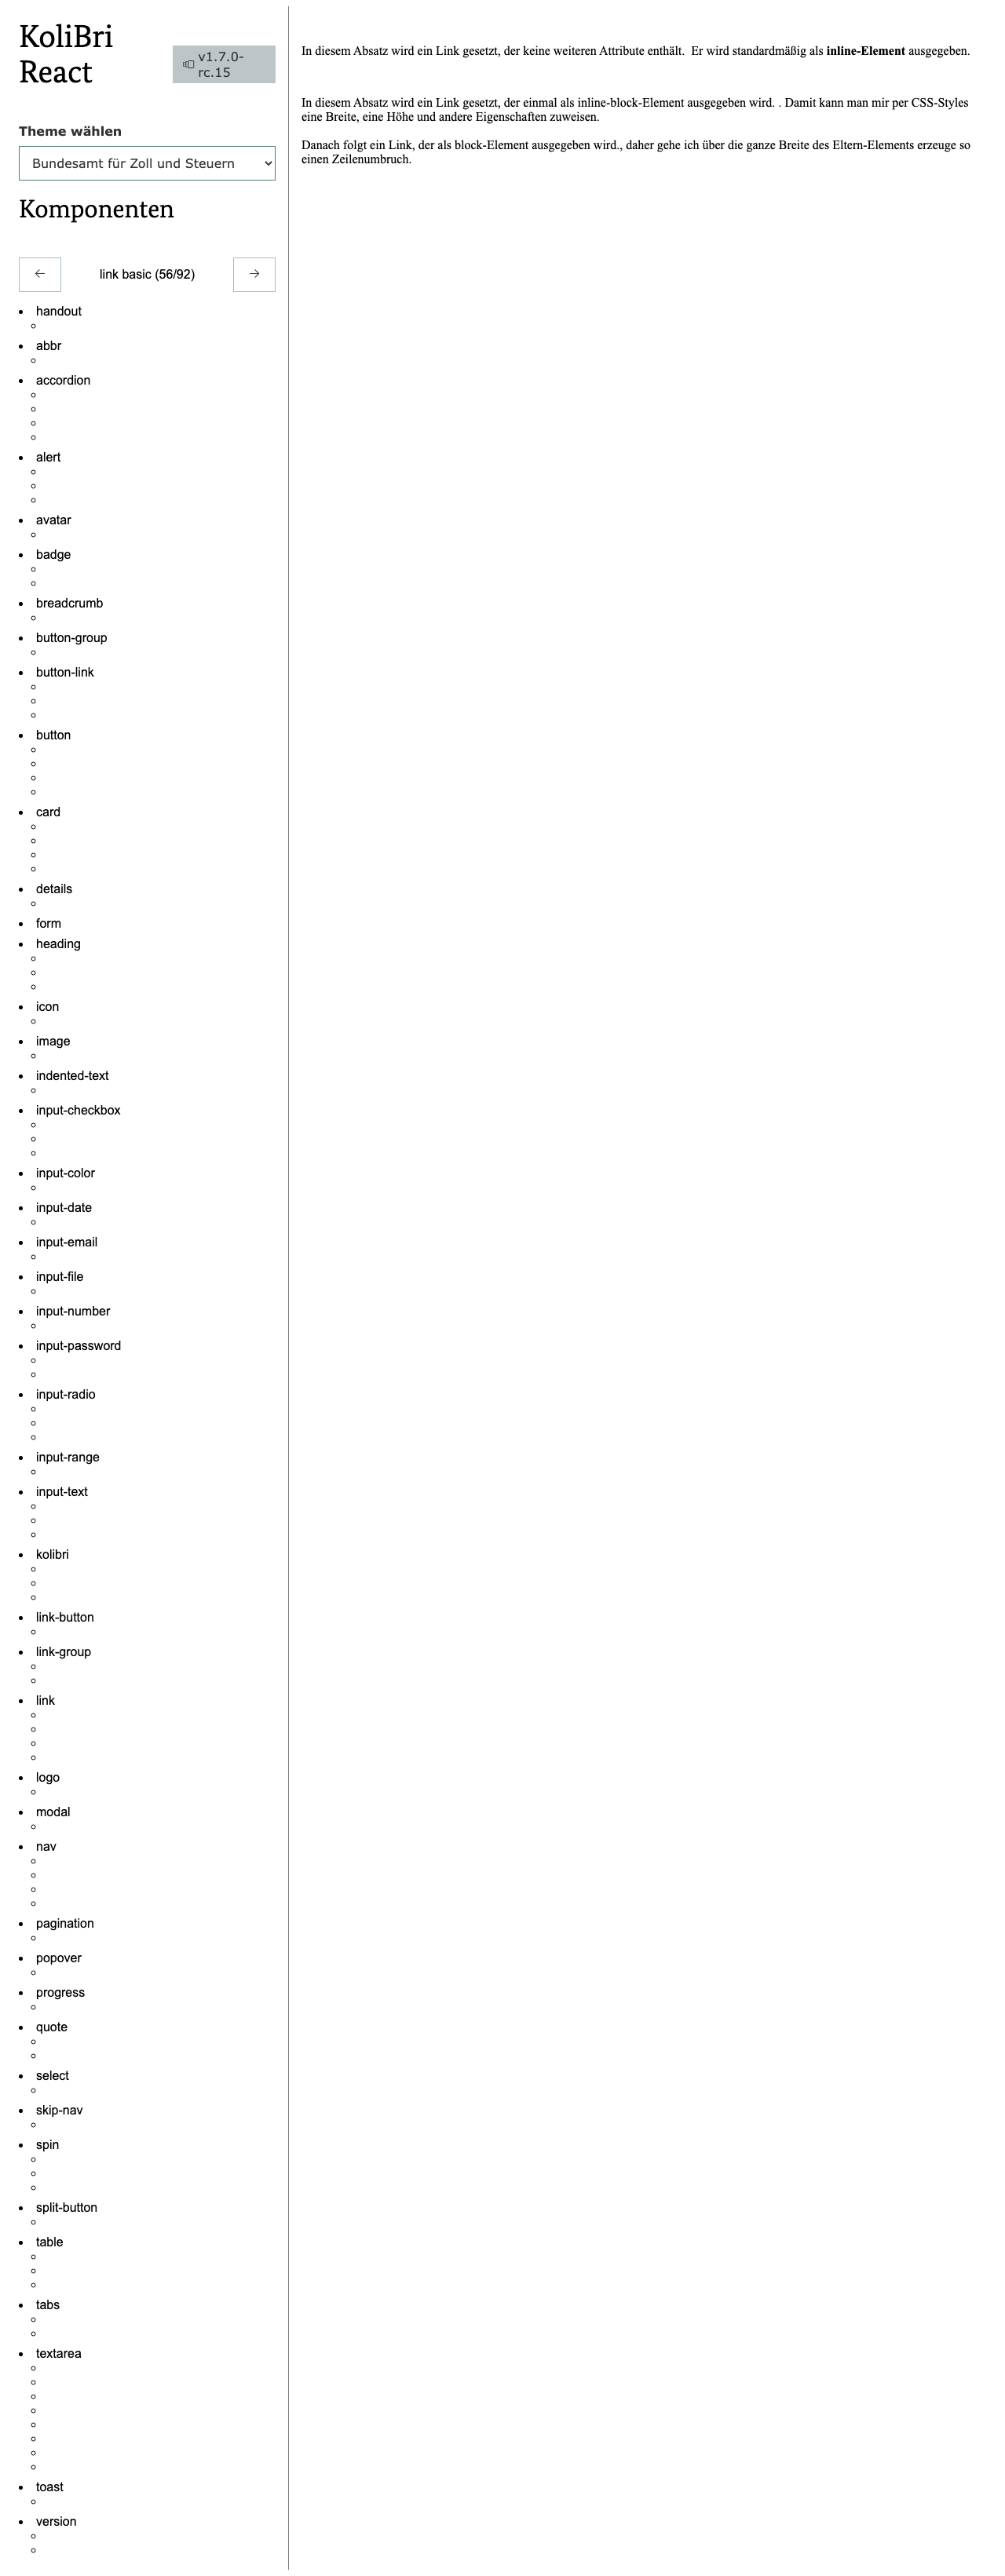 KoliBri
React
v1.7.0-
rc.15
Theme wählen
Bundesamt für Zoll und Steuern
Komponenten
← link basic (56/92) →
handout
abbr
accordion
alert
avatar
badge
breadcrumb
button-group
button-link
button
card
details
form
heading
icon
image
indented-text
input-checkbox
input-color
input-date
input-email
input-file
input-number
input-password
input-radio
input-range
input-text
kolibri
link-button
link-group
link
logo
modal
nav
pagination
popover
progress
quote
select
skip-nav
spin
split-button
table
tabs
textarea
toast
version
In diesem Absatz wird ein Link gesetzt, der keine weiteren Attribute enthält.  Er wird standardmäßig als inline-Element ausgegeben.
In diesem Absatz wird ein Link gesetzt, der einmal als inline-block-Element ausgegeben wird. . Damit kann man mir per CSS-Styles
eine Breite, eine Höhe und andere Eigenschaften zuweisen.
Danach folgt ein Link, der als block-Element ausgegeben wird., daher gehe ich über die ganze Breite des Eltern-Elements erzeuge so
einen Zeilenumbruch.